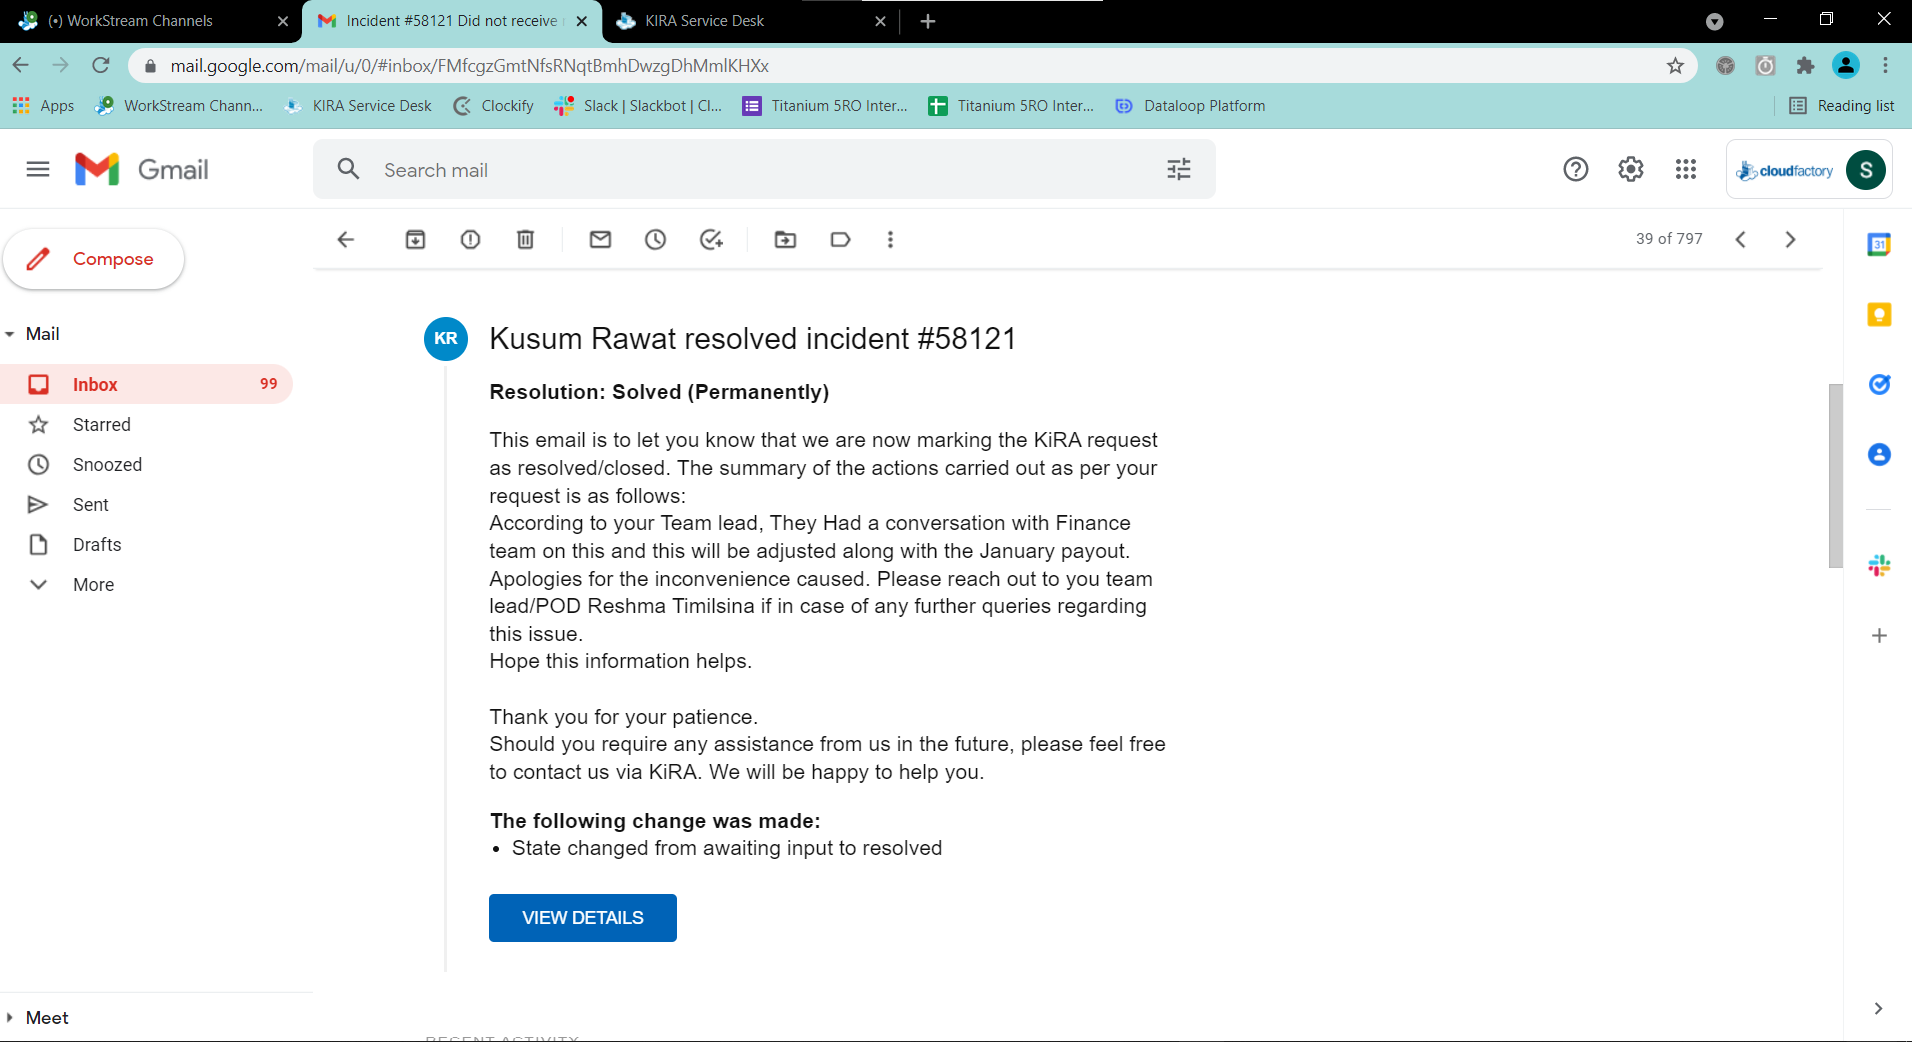 (•) WorkStream Channels
Incident #58121 Did not receive
KIRA Service Desk
mail.google.com/mail/u/0/#inbox/FMfcgzGmtNfsRNqtBmhDwzgDhMmlKHXx
Apps
WorkStream Chann...
KIRA Service Desk
Clockify
Slack | Slackbot | Cl...
Titanium 5RO Inter...
Titanium 5RO Inter...
Dataloop Platform
Reading list
Gmail
Search mail
cloudfactory
S
Compose
39 of 797
31
Mail
Inbox 99
Starred
Snoozed
Sent
Drafts
More
Meet
KR
Kusum Rawat resolved incident #58121
Resolution: Solved (Permanently)
This email is to let you know that we are now marking the KiRA request
as resolved/closed. The summary of the actions carried out as per your
request is as follows:
According to your Team lead, They Had a conversation with Finance
team on this and this will be adjusted along with the January payout.
Apologies for the inconvenience caused. Please reach out to you team
lead/POD Reshma Timilsina if in case of any further queries regarding
this issue.
Hope this information helps.
Thank you for your patience.
Should you require any assistance from us in the future, please feel free
to contact us via KiRA. We will be happy to help you.
The following change was made:
• State changed from awaiting input to resolved
VIEW DETAILS
RECENT ACTIVITY